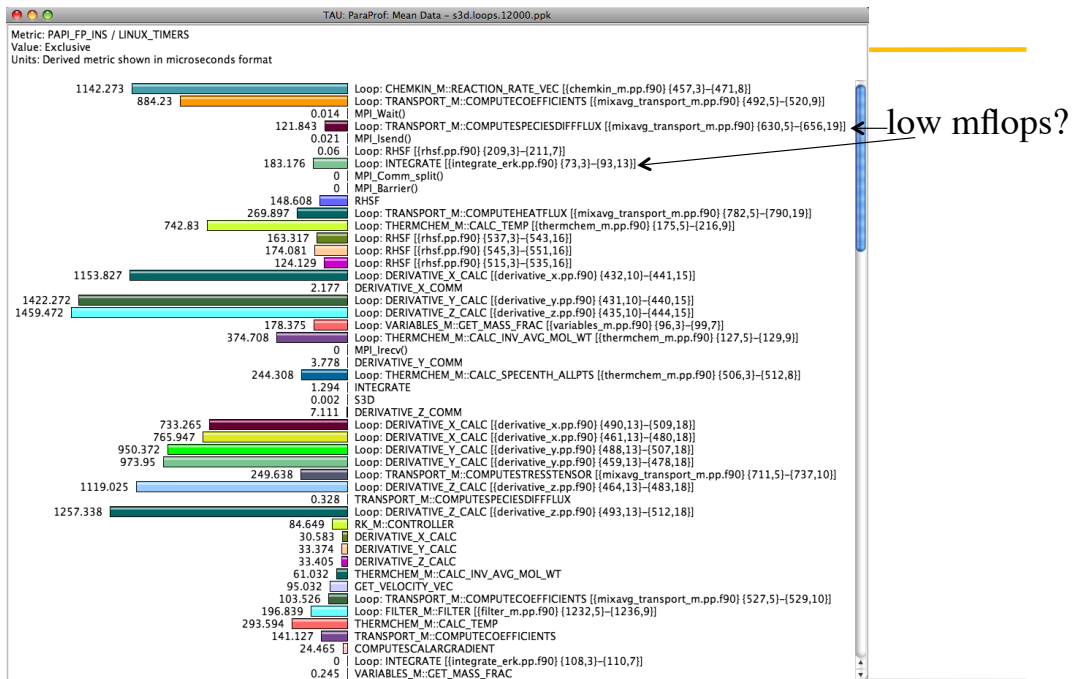 TAU: ParaProf: Mean Data – s3d.loops.12000.ppk
Metric: PAPI_FP_INS / LINUX_TIMERS
Value: Exclusive
Units: Derived metric shown in microseconds format
1142.273 Loop: CHEMKIN_M::REACTION_RATE_VEC [{chemkin_m.pp.f90} {457,3}–{471,8}]
884.23 Loop: TRANSPORT_M::COMPUTECOEFFICIENTS [{mixavg_transport_m.pp.f90} {492,5}–{520,9}]
0.014 MPI_Wait()
121.843 Loop: TRANSPORT_M::COMPUTESPECIESDIFFFLUX [{mixavg_transport_m.pp.f90} {630,5}–{656,19}]
low mflops?
0.021 MPI_Isend()
0.06 Loop: RHSF [{rhsf.pp.f90} {209,3}–{211,7}]
183.176 Loop: INTEGRATE [{integrate_erk.pp.f90} {73,3}–{93,13}]
0 MPI_Comm_split()
0 MPI_Barrier()
148.608 RHSF
269.897 Loop: TRANSPORT_M::COMPUTEHEATFLUX [{mixavg_transport_m.pp.f90} {782,5}–{790,19}]
742.83 Loop: THERMCHEM_M::CALC_TEMP [{thermchem_m.pp.f90} {175,5}–{216,9}]
163.317 Loop: RHSF [{rhsf.pp.f90} {537,3}–{543,16}]
174.081 Loop: RHSF [{rhsf.pp.f90} {545,3}–{551,16}]
124.129 Loop: RHSF [{rhsf.pp.f90} {515,3}–{535,16}]
1153.827 Loop: DERIVATIVE_X_CALC [{derivative_x.pp.f90} {432,10}–{441,15}]
2.177 DERIVATIVE_X_COMM
1422.272 Loop: DERIVATIVE_Y_CALC [{derivative_y.pp.f90} {431,10}–{440,15}]
1459.472 Loop: DERIVATIVE_Z_CALC [{derivative_z.pp.f90} {435,10}–{444,15}]
178.375 Loop: VARIABLES_M::GET_MASS_FRAC [{variables_m.pp.f90} {96,3}–{99,7}]
374.708 Loop: THERMCHEM_M::CALC_INV_AVG_MOL_WT [{thermchem_m.pp.f90} {127,5}–{129,9}]
0 MPI_Irecv()
3.778 DERIVATIVE_Y_COMM
244.308 Loop: THERMCHEM_M::CALC_SPECENTH_ALLPTS [{thermchem_m.pp.f90} {506,3}–{512,8}]
1.294 INTEGRATE
0.002 S3D
7.111 DERIVATIVE_Z_COMM
733.265 Loop: DERIVATIVE_X_CALC [{derivative_x.pp.f90} {490,13}–{509,18}]
765.947 Loop: DERIVATIVE_X_CALC [{derivative_x.pp.f90} {461,13}–{480,18}]
950.372 Loop: DERIVATIVE_Y_CALC [{derivative_y.pp.f90} {488,13}–{507,18}]
973.95 Loop: DERIVATIVE_Y_CALC [{derivative_y.pp.f90} {459,13}–{478,18}]
249.638 Loop: TRANSPORT_M::COMPUTESTRESSTENSOR [{mixavg_transport_m.pp.f90} {711,5}–{737,10}]
1119.025 Loop: DERIVATIVE_Z_CALC [{derivative_z.pp.f90} {464,13}–{483,18}]
0.328 TRANSPORT_M::COMPUTESPECIESDIFFFLUX
1257.338 Loop: DERIVATIVE_Z_CALC [{derivative_z.pp.f90} {493,13}–{512,18}]
84.649 RK_M::CONTROLLER
30.583 DERIVATIVE_X_CALC
33.374 DERIVATIVE_Y_CALC
33.405 DERIVATIVE_Z_CALC
61.032 THERMCHEM_M::CALC_INV_AVG_MOL_WT
95.032 GET_VELOCITY_VEC
103.526 Loop: TRANSPORT_M::COMPUTECOEFFICIENTS [{mixavg_transport_m.pp.f90} {527,5}–{529,10}]
196.839 Loop: FILTER_M::FILTER [{filter_m.pp.f90} {1232,5}–{1236,9}]
293.594 THERMCHEM_M::CALC_TEMP
141.127 TRANSPORT_M::COMPUTECOEFFICIENTS
24.465 COMPUTESCALARGRADIENT
0 Loop: INTEGRATE [{integrate_erk.pp.f90} {108,3}–{110,7}]
0.245 VARIABLES_M::GET_MASS_FRAC